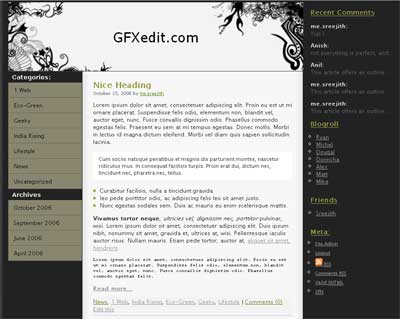 GFXedit.com
Categories:
1 Web
Eco-Green
Geeky
India Rising
Lifestyle
News
Uncategorized
Archives
October 2006
September 2006
June 2006
April 2006
Nice Heading
October 15, 2006 by me.sreejith
Lorem ipsum dolor sit amet, consectetuer adipiscing elit. Proin eu est ut mi
ornare placerat. Suspendisse felis odio, elementum non, blandit vel,
auctor eget, nunc. Fusce convallis dignissim odio. Phasellus commodo
egestas felis. Praesent eu sem at mi tempus egestas. Donec mollis. Morbi
in lectus id magna dictum eleifend. Morbi vel diam quis sapien sollicitudin
lacinia.
Cum sociis natoque penatibus et magnis dis parturient montes, nascetur
ridiculus mus. In consequat facilisis turpis. Proin erat dui, dictum nec,
tincidunt nec, pharetra nec, tellus.
Curabitur facilisis, nulla a tincidunt gravida
leo pede porttitor odio, ac adipiscing felis leo sit amet justo.
Nunc egestas sodales sem. Duis ac mauris eu enim scelerisque mattis.
Vivamus tortor neque, ultricies vel, dignissim nec, porttitor pulvinar,
wisi. Lorem ipsum dolor sit amet, consectetuer adipiscing elit. Duis ipsum
nibh, nonummy sit amet, gravida et, ultrices at, wisi. Pellentesque iaculis
auctor risus. Nullam mauris. Etiam pede tortor, auctor at, aliquet sit amet,
hendrerit
Lorem ipsum dolor sit amet, consectetuer adipiscing elit. Proin eu est
ut mi ornare placerat. Suspendisse felis odio, elementum non, blandit
vel, auctor eget, nunc. Fusce convallis dignissim odio. Phasellus
commodo egestas felis.
Read more...
News, 1 Web, India Rising, Eco-Green, Geeky, Lifestyle | Comments (0)
Edit this
Recent Comments
me.sreejith:
Anish:
not everything is perfect, and...
Anil:
This article offers an outline...
me.sreejith:
This article offers an outline...
me.sreejith:
This article offers an outline...
Blogroll
Ryan
Michel
Dougal
Donncha
Alex
Matt
Mike
Friends
Sreejith
Meta:
Site Admin
Logout
RSS
Comments RSS
Valid XHTML
XFN